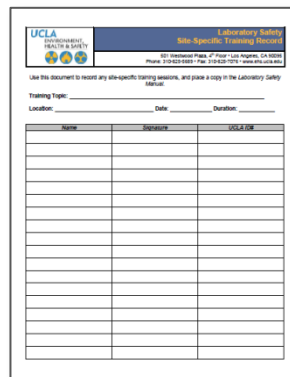 UCLA
ENVIRONMENT,
HEALTH & SAFETY
Laboratory Safety
Site-Specific Training Record
501 Westwood Plaza, 4th Floor • Los Angeles, CA 90095
Phone: 310-825-5689 • Fax: 310-825-7076 • www.ehs.ucla.edu
Use this document to record any site-specific training sessions, and place a copy in the Laboratory Safety
Manual.
Training Topic:
Location: Date: Duration:
Name Signature UCLA ID#